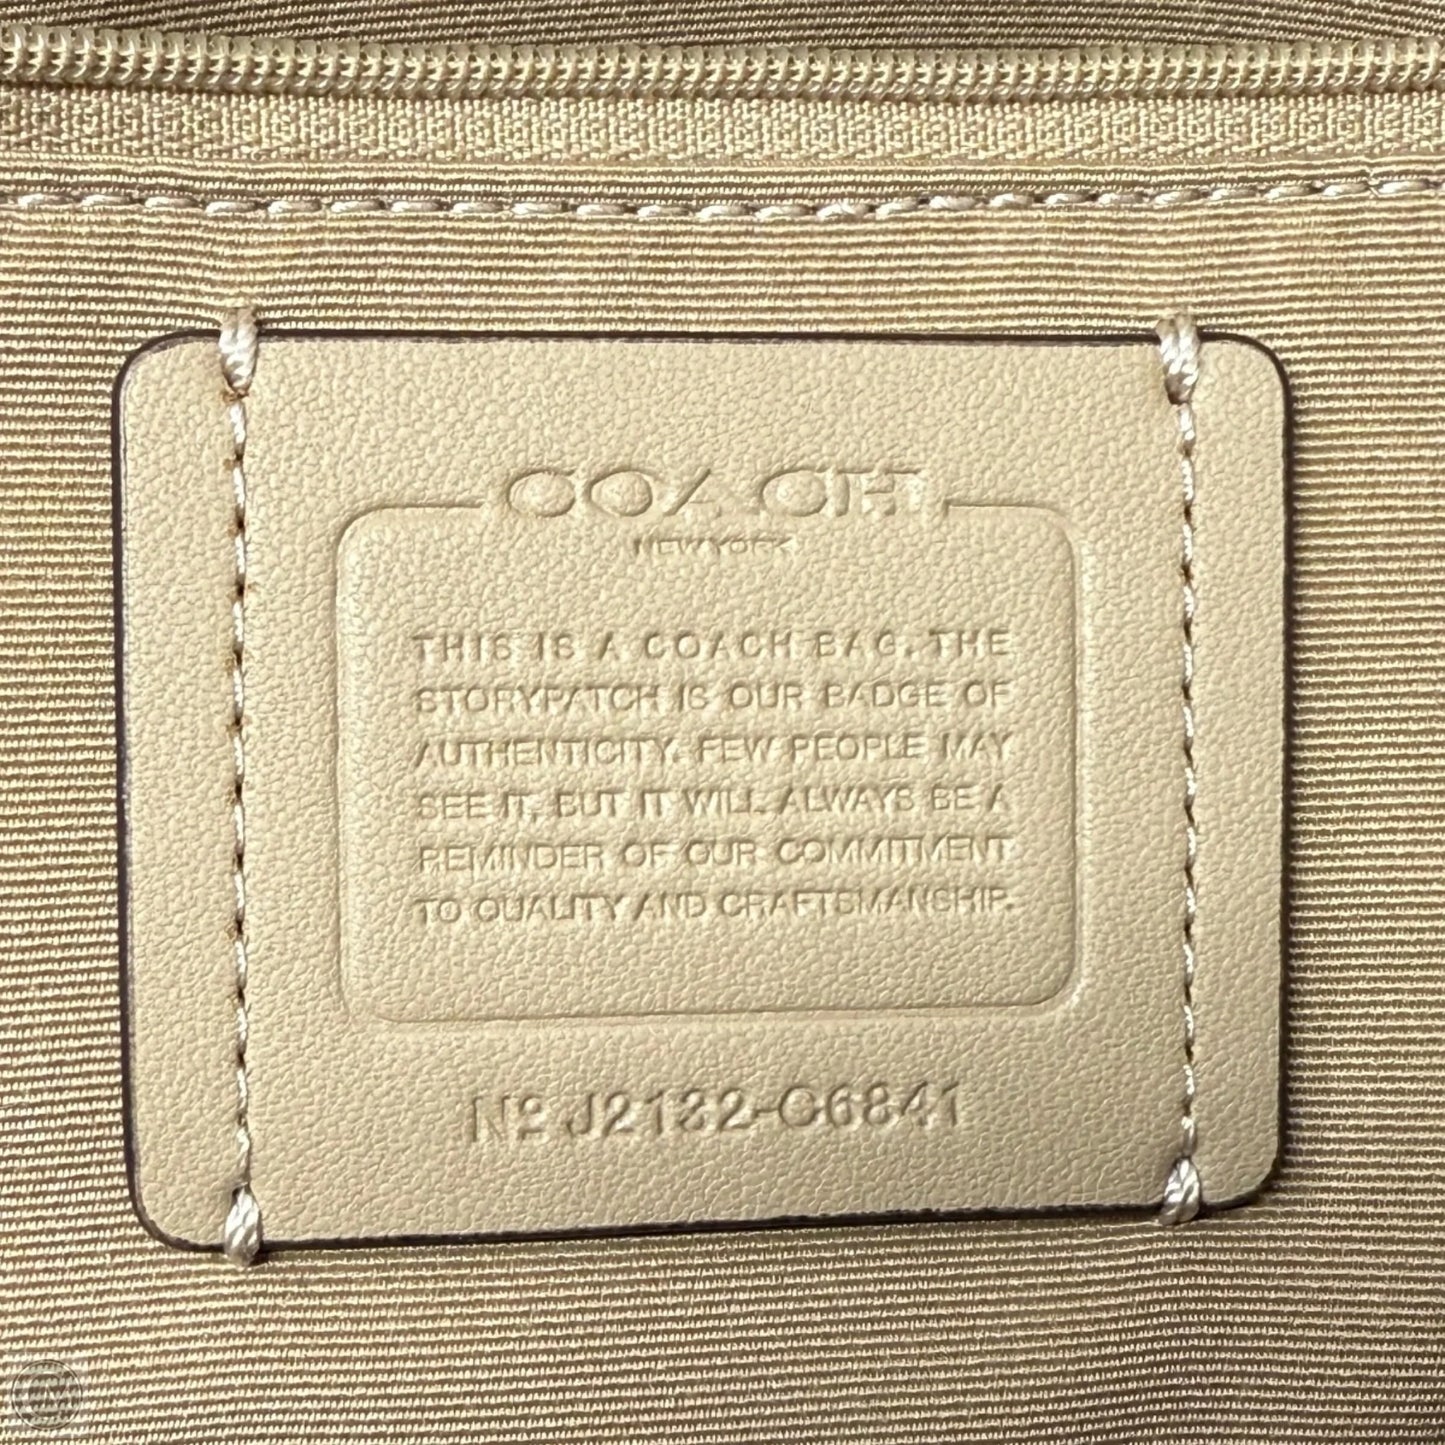 COACH
NEW YORK
THIS IS A COACH BAG. THE
STORYPATCH IS OUR BADGE OF
AUTHENTICITY. FEW PEOPLE MAY
SEE IT, BUT IT WILL ALWAYS BE A
REMINDER OF OUR COMMITMENT
TO QUALITY AND CRAFTSMANSHIP.
Nº J2132-C6841